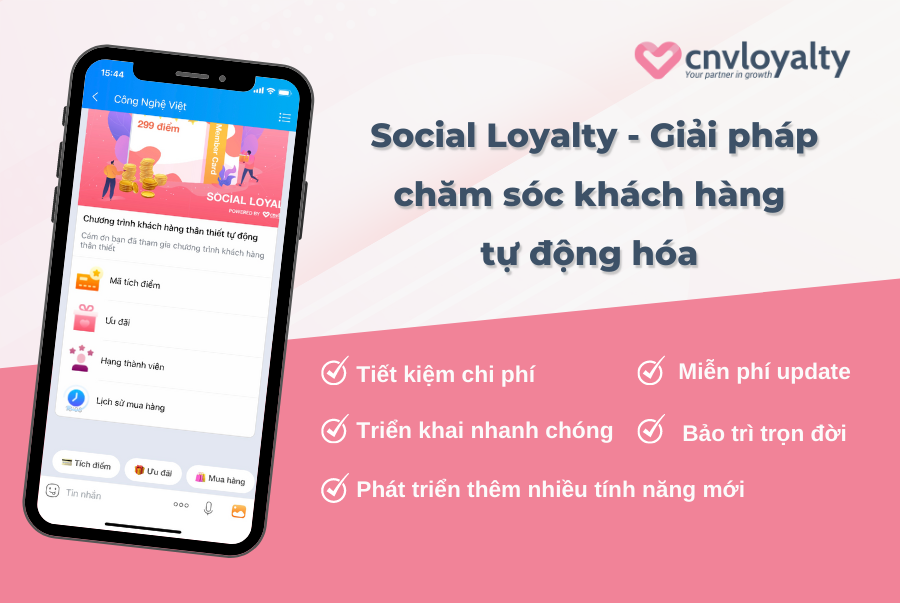 cnvloyalty
Your partner in growth
Social Loyalty - Giải pháp
chăm sóc khách hàng
tự động hóa
15:44
Công Nghệ Việt
299 điểm
Member Card
SOCIAL LOYAL
POWERED BY
Chương trình khách hàng thân thiết tự động
Cảm ơn bạn đã tham gia chương trình khách hàng
thân thiết
Mã tích điểm
Ưu đãi
Hạng thành viên
Lịch sử mua hàng
Tích điểm
Ưu đãi
Mua hàng
Tin nhắn
Tiết kiệm chi phí
Miễn phí update
Triển khai nhanh chóng
Bảo trì trọn đời
Phát triển thêm nhiều tính năng mới